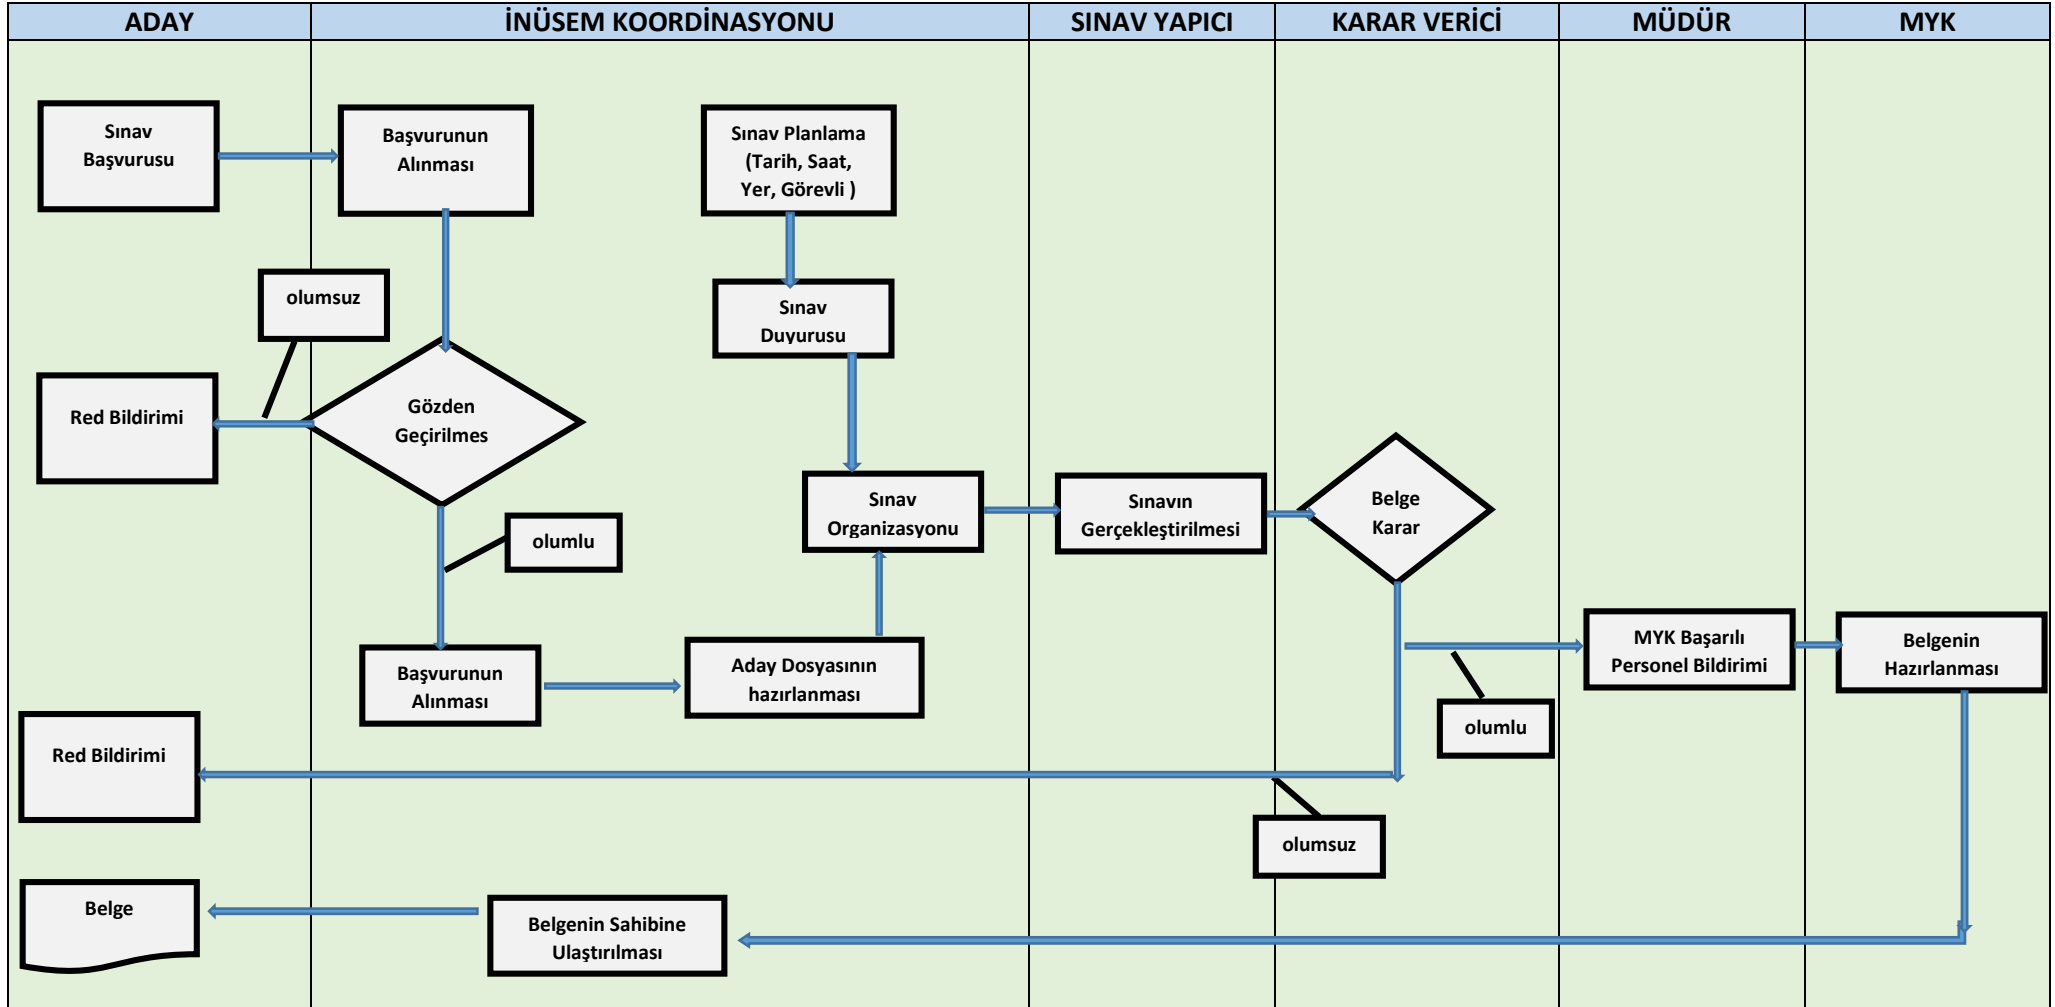 ADAY
İNÜSEM KOORDİNASYONU
SINAV YAPICI
KARAR VERİCİ
MÜDÜR
MYK
Sınav
Başvurusu
Başvurunun
Alınması
Sınav Planlama
(Tarih, Saat,
Yer, Görevli )
olumsuz
Sınav
Duyurusu
Red Bildirimi
Gözden
Geçirilmes
Sınav
Organizasyonu
Sınavın
Gerçekleştirilmesi
Belge
Karar
olumlu
Başvurunun
Alınması
Aday Dosyasının
hazırlanması
MYK Başarılı
Personel Bildirimi
Belgenin
Hazırlanması
olumlu
Red Bildirimi
olumsuz
Belge
Belgenin Sahibine
Ulaştırılması